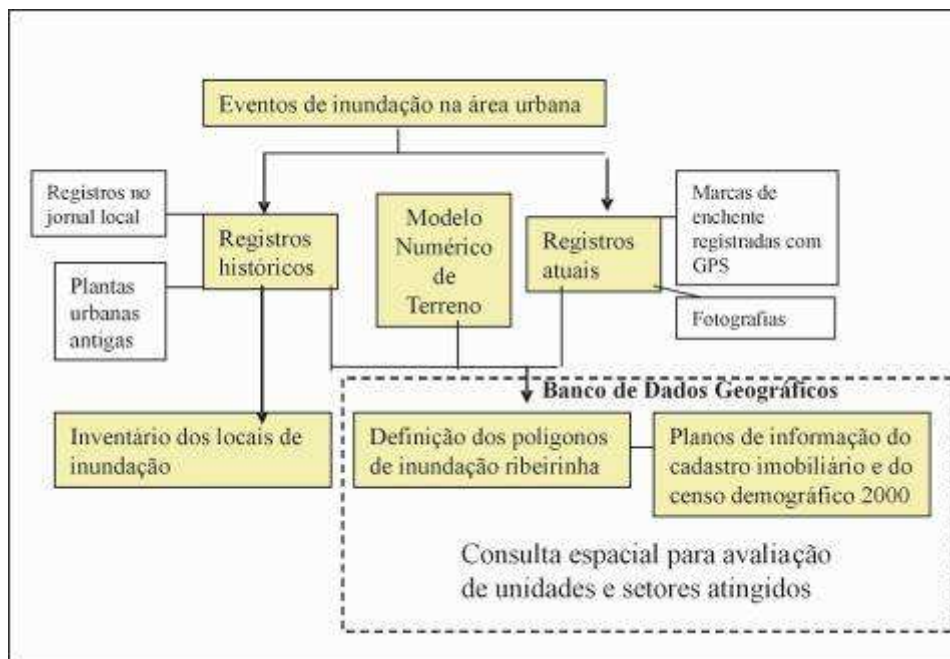 Eventos de inundação na área urbana
Registros no
jornal local
Registros
históricos
Plantas
urbanas
antigas
Modelo
Numérico
de
Terreno
Registros
atuais
Marcas de
enchente
registradas com
GPS
Fotografias
Inventário dos locais de
inundação
Banco de Dados Geográficos
Definição dos polígonos
de inundação ribeirinha
Planos de informação do
cadastro imobiliário e do
censo demográfico 2000
Consulta espacial para avaliação
de unidades e setores atingidos